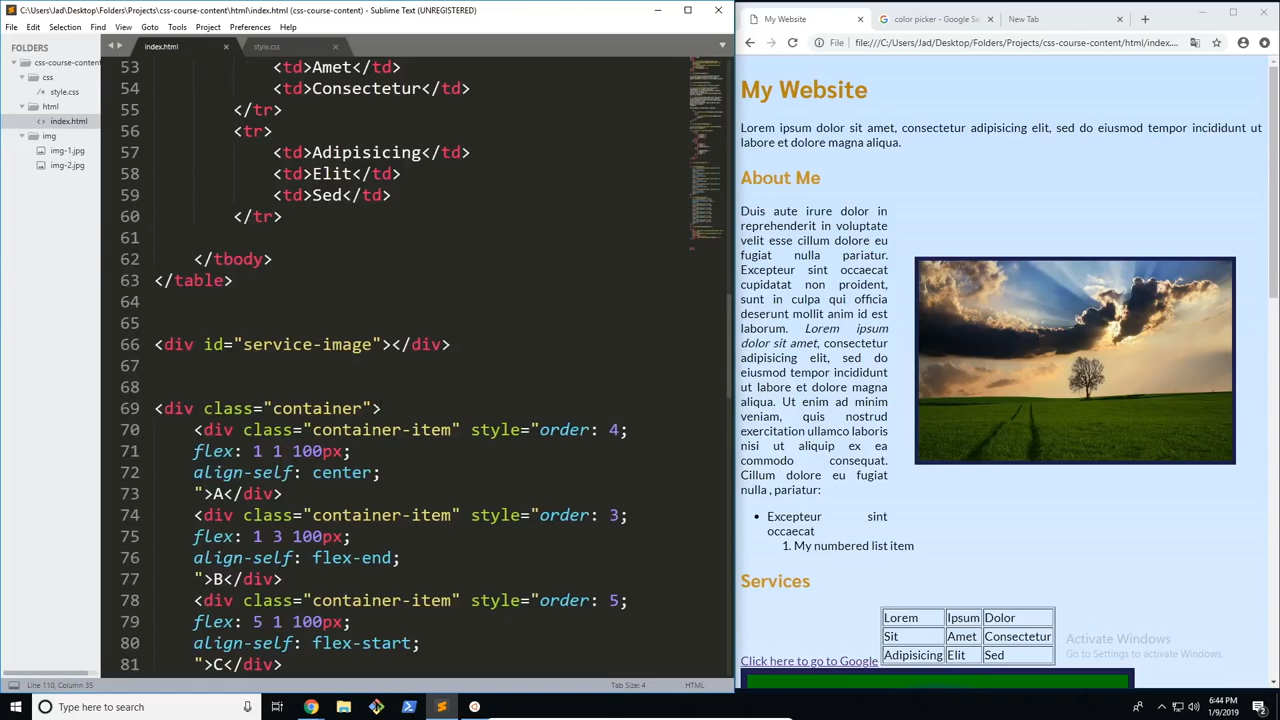 C:\Users\Jad\Desktop\Folders\Projects\css-course-content\html\index.html (css-course-content) - Sublime Text (UNREGISTERED)
File Edit Selection Find View Goto Tools Project Preferences Help
FOLDERS
css-course-content
css
style.css
html
index.html
img
img-1.jpg
img-2.jpg
index.html
style.css
53 <td>Amet</td>
54 <td>Consectetur</td>
55 </tr>
56 <tr>
57 <td>Adipisicing</td>
58 <td>Elit</td>
59 <td>Sed</td>
60 </tr>
61
62 </tbody>
63 </table>
64
65
66 <div id="service-image"></div>
67
68
69 <div class="container">
70 <div class="container-item" style="order: 4;
71 flex: 1 1 100px;
72 align-self: center;
73 ">A</div>
74 <div class="container-item" style="order: 3;
75 flex: 1 3 100px;
76 align-self: flex-end;
77 ">B</div>
78 <div class="container-item" style="order: 5;
79 flex: 5 1 100px;
80 align-self: flex-start;
81 ">C</div>
Line 110, Column 35
Tab Size: 4
HTML
My Website
color picker - Google Se
New Tab
File
file:///C:/Users/Jad/Desktop/Folders/Projects/css-course-content/html/index....
My Website
Lorem ipsum dolor sit amet, consectetur adipisicing elit, sed do eiusmod tempor incididunt ut
labore et dolore magna aliqua.
About Me
Duis aute irure dolor in
reprehenderit in voluptate
velit esse cillum dolore eu
fugiat nulla pariatur.
Excepteur sint occaecat
cupidatat non proident,
sunt in culpa qui officia
deserunt mollit anim id est
laborum. Lorem ipsum
dolor sit amet, consectetur
adipisicing elit, sed do
eiusmod tempor incididunt
ut labore et dolore magna
aliqua. Ut enim ad minim
veniam, quis nostrud
exercitation ullamco laboris
nisi ut aliquip ex ea
commodo consequat.
Cillum dolore eu fugiat
nulla , pariatur:
• Excepteur sint
occaecat
1. My numbered list item
Services
Lorem Ipsum Dolor
Sit Amet Consectetur
Adipisicing Elit Sed
Click here to go to Google
Activate Windows
Go to Settings to activate Windows.
Type here to search
6:44 PM
1/9/2019
2